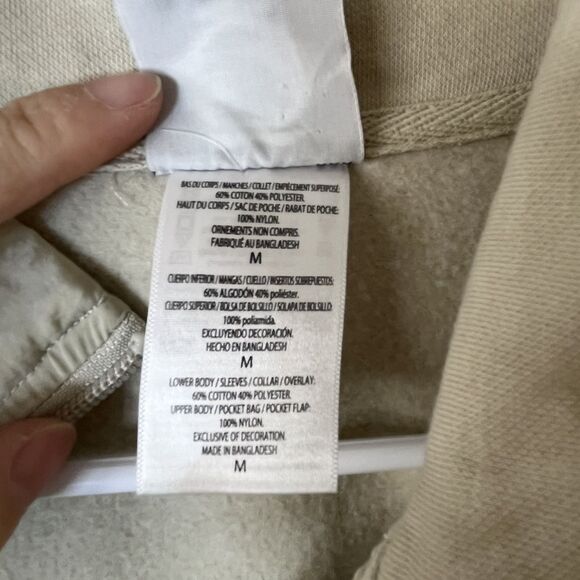 BAS DU CORPS / MANCHES / COLLET / EMPIÈCEMENT SUPERPOSÉ:
60% COTON 40% POLYESTER.
HAUT DU CORPS / SAC DE POCHE / RABAT DE POCHE:
100% NYLON.
ORNEMENTS NON COMPRIS.
FABRIQUÉ AU BANGLADESH
M
CUERPO INFERIOR / MANGAS / CUELLO / INSERTOS SOBREPUESTOS:
60% ALGODÓN 40% poliéster.
CUERPO SUPERIOR / BOLSA DE BOLSILLO / SOLAPA DE BOLSILLO:
100% poliamida.
EXCLUYENDO DECORACIÓN.
HECHO EN BANGLADESH
M
LOWER BODY / SLEEVES / COLLAR / OVERLAY:
60% COTTON 40% POLYESTER.
UPPER BODY / POCKET BAG / POCKET FLAP:
100% NYLON.
EXCLUSIVE OF DECORATION.
MADE IN BANGLADESH
M